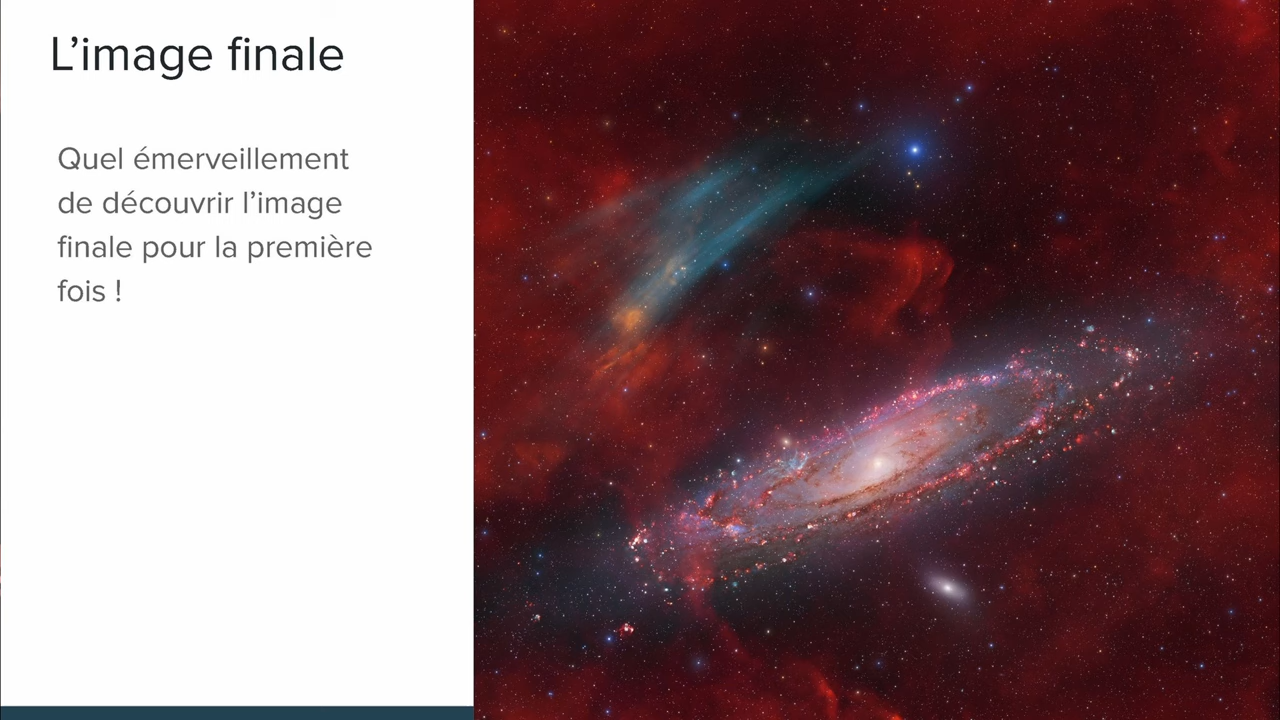 L’image finale
Quel émerveillement
de découvrir l’image
finale pour la première
fois !